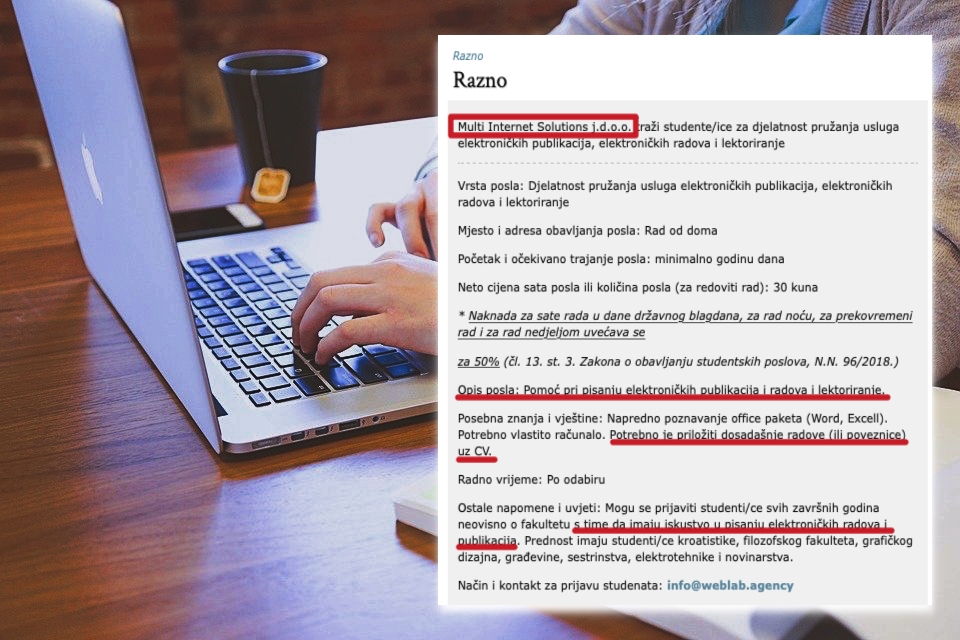 Razno
Razno
Multi Internet Solutions j.d.o.o. traži studente/ice za djelatnost pružanja usluga
elektroničkih publikacija, elektroničkih radova i lektoriranje
Vrsta posla: Djelatnost pružanja usluga elektroničkih publikacija, elektroničkih
radova i lektoriranje
Mjesto i adresa obavljanja posla: Rad od doma
Početak i očekivano trajanje posla: minimalno godinu dana
Neto cijena sata posla ili količina posla (za redoviti rad): 30 kuna
* Naknada za sate rada u dane državnog blagdana, za rad noću, za prekovremeni
rad i za rad nedjeljom uvećava se
za 50% (čl. 13. st. 3. Zakona o obavljanju studentskih poslova, N.N. 96/2018.)
Opis posla: Pomoć pri pisanju elektroničkih publikacija i radova i lektoriranje.
Posebna znanja i vještine: Napredno poznavanje office paketa (Word, Excell).
Potrebno vlastito računalo. Potrebno je priložiti dosadašnje radove (ili poveznice)
uz CV.
Radno vrijeme: Po odabiru
Ostale napomene i uvjeti: Mogu se prijaviti studenti/ce svih završnih godina
neovisno o fakultetu s time da imaju iskustvo u pisanju elektroničkih radova i
publikacija. Prednost imaju studenti/ce kroatistike, filozofskog fakulteta, grafičkog
dizajna, građevine, sestrinstva, elektrotehnike i novinarstva.
Način i kontakt za prijavu studenata: info@weblab.agency